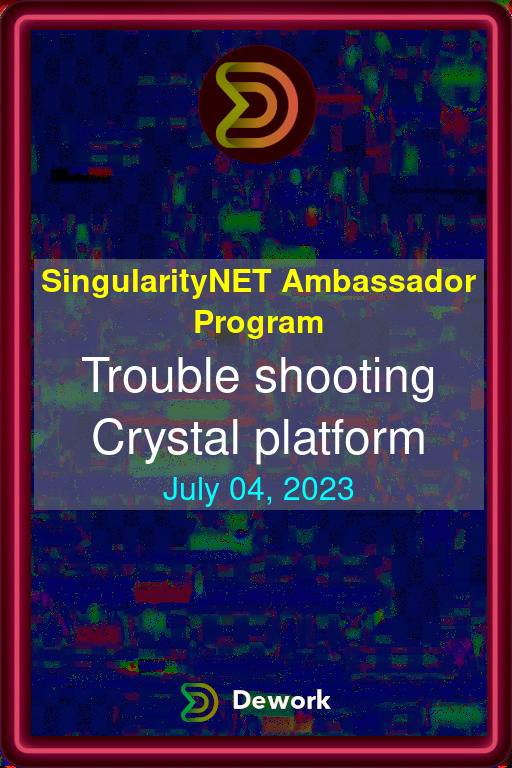 SingularityNET Ambassador
Program
Trouble shooting
Crystal platform
July 04, 2023
Dework